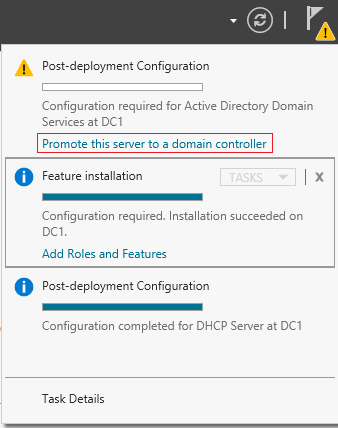 Post-deployment Configuration
Configuration required for Active Directory Domain
Services at DC1
Promote this server to a domain controller
Feature installation
TASKS
X
Configuration required. Installation succeeded on
DC1.
Add Roles and Features
Post-deployment Configuration
Configuration completed for DHCP Server at DC1
Task Details